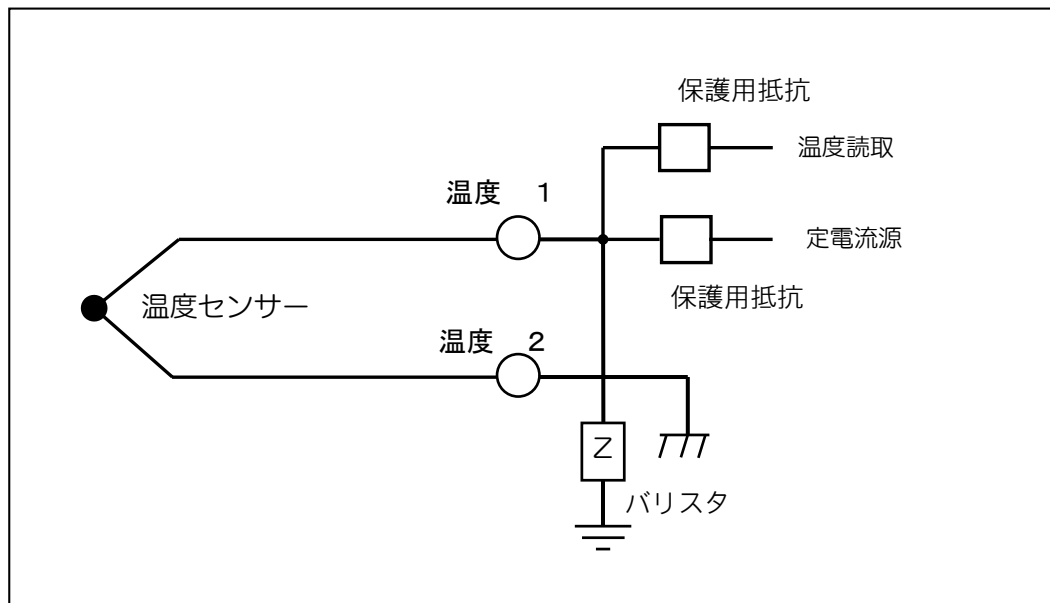 保護用抵抗
温度読取
温度 1
定電流源
保護用抵抗
温度センサー
温度 2
Z
バリスタ